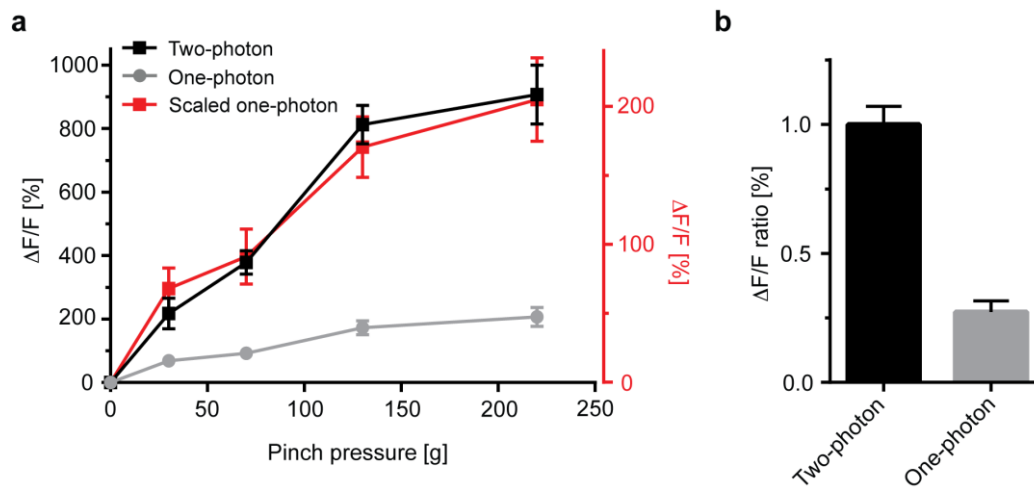 a
Two-photon
One-photon
Scaled one-photon
1000
800
600
400
200
0
ΔF/F [%]
0
50
100
150
200
250
Pinch pressure [g]
200
100
0
ΔF/F
[%]
b
1.0
0.5
0.0
ΔF/F ratio [%]
Two-photon
One-photon